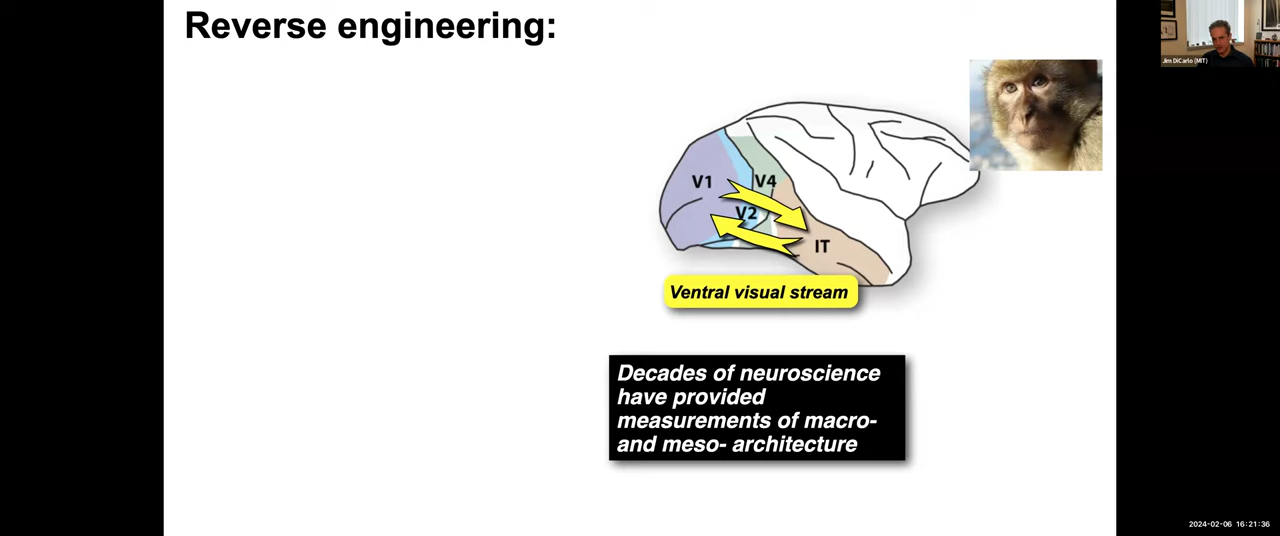 Reverse engineering:
Jim DiCarlo (MIT)
V1
V4
V2
IT
Ventral visual stream
Decades of neuroscience
have provided
measurements of macro-
and meso- architecture
2024-02-06 16:21:36